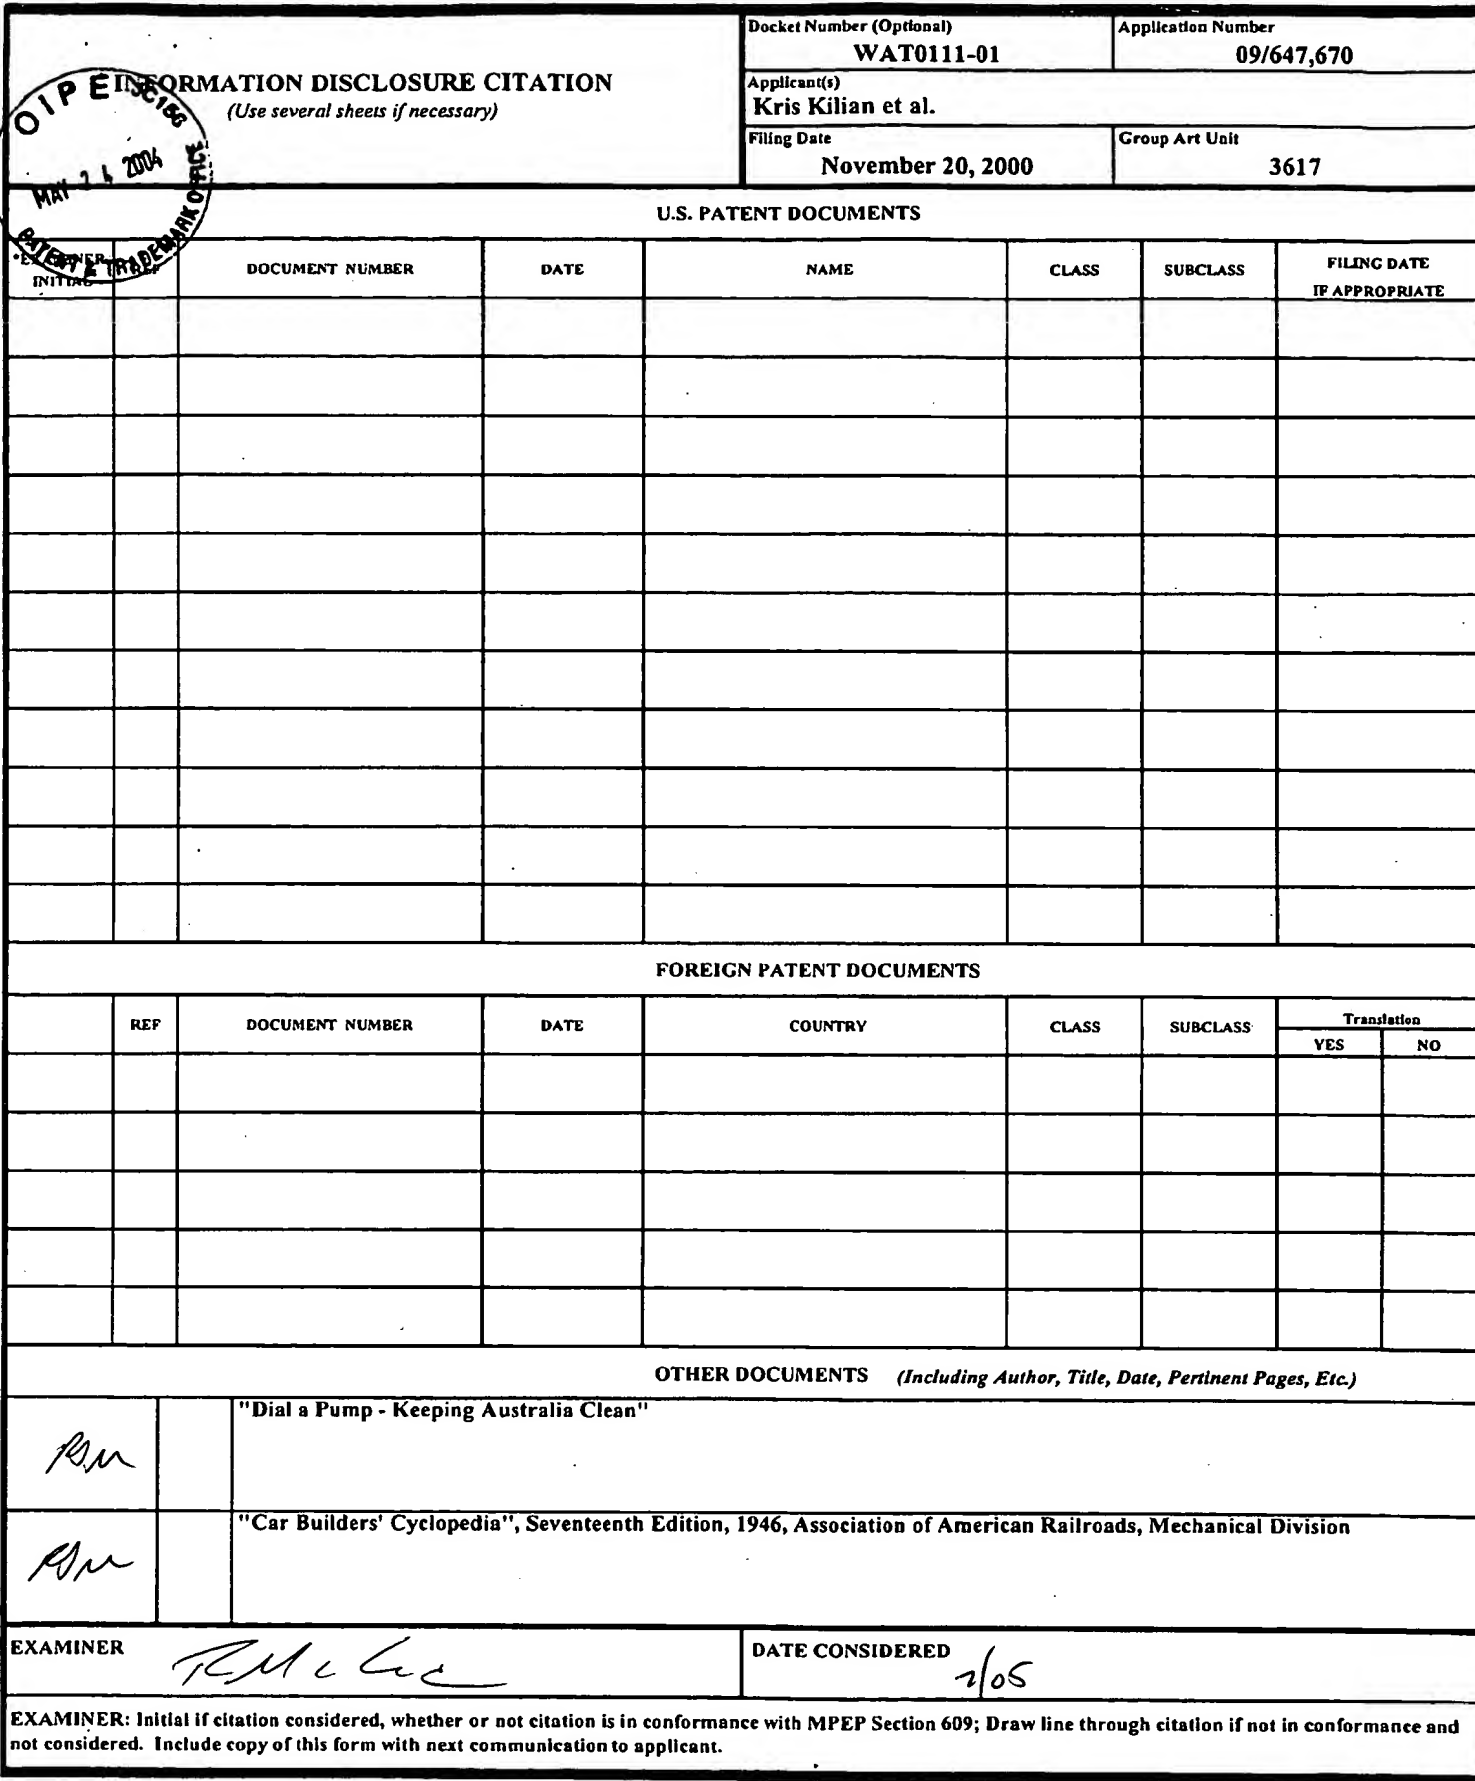 Docket Number (Optional)
WAT0111-01
Application Number
09/647,670
INFORMATION DISCLOSURE CITATION
(Use several sheets if necessary)
Applicant(s)
Kris Kilian et al.
Filing Date
November 20, 2000
Group Art Unit
3617
OIPE
MAY 24 2004
PATENT & TRADEMARK OFFICE
U.S. PATENT DOCUMENTS
*EXAMINER INITIAL
REF
DOCUMENT NUMBER
DATE
NAME
CLASS
SUBCLASS
FILING DATE
IF APPROPRIATE
FOREIGN PATENT DOCUMENTS
REF
DOCUMENT NUMBER
DATE
COUNTRY
CLASS
SUBCLASS
Translation
YES
NO
OTHER DOCUMENTS (Including Author, Title, Date, Pertinent Pages, Etc.)
"Dial a Pump - Keeping Australia Clean"
"Car Builders' Cyclopedia", Seventeenth Edition, 1946, Association of American Railroads, Mechanical Division
EXAMINER
DATE CONSIDERED
EXAMINER: Initial if citation considered, whether or not citation is in conformance with MPEP Section 609; Draw line through citation if not in conformance and
not considered. Include copy of this form with next communication to applicant.